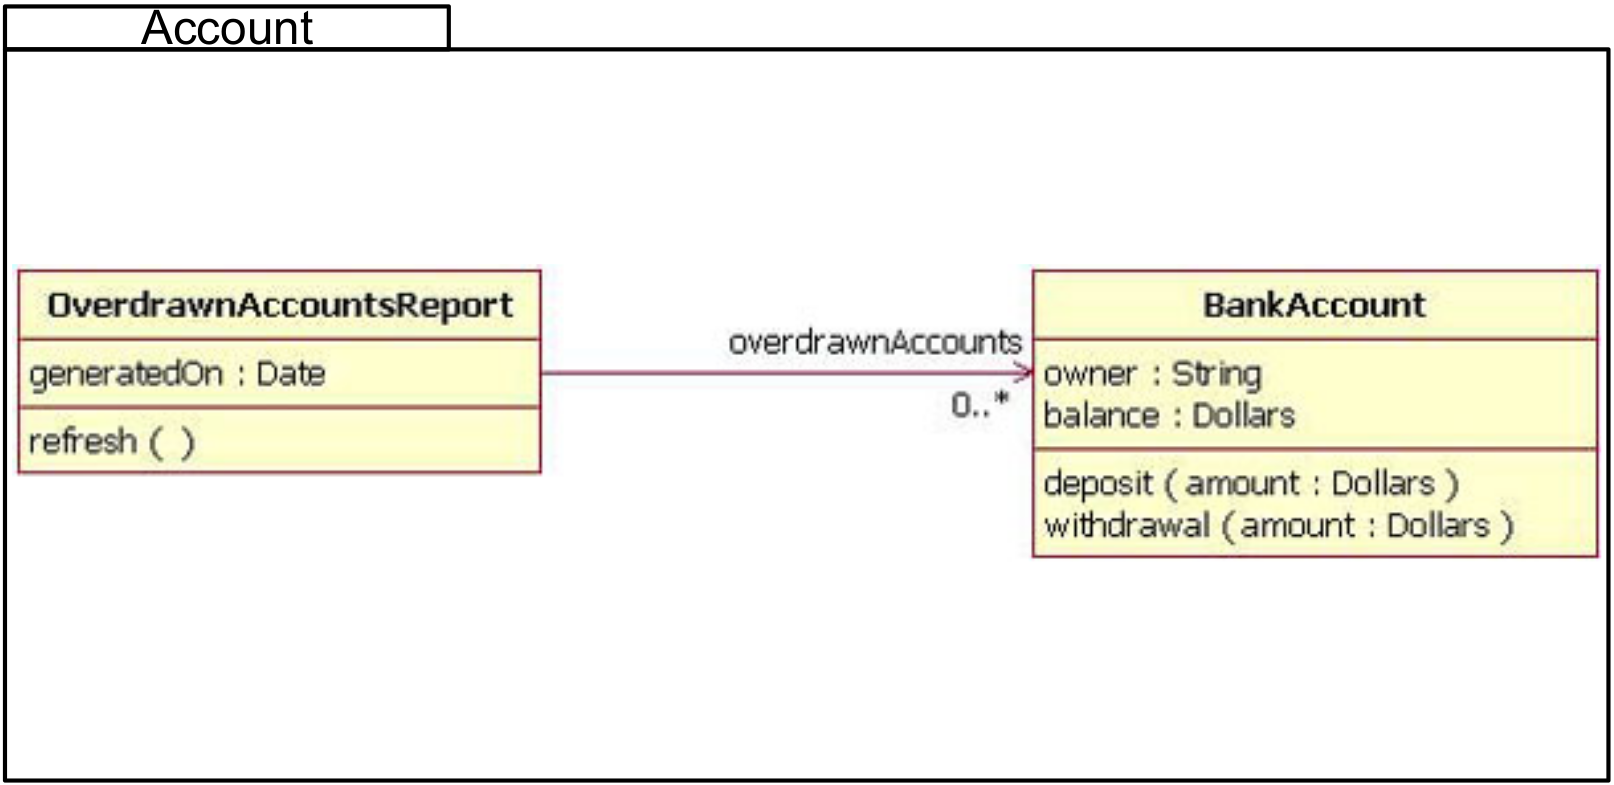 Account
OverdrawnAccountsReport
generatedOn : Date
refresh ( )
overdrawnAccounts
0..*
BankAccount
owner : String
balance : Dollars
deposit ( amount : Dollars )
withdrawal ( amount : Dollars )